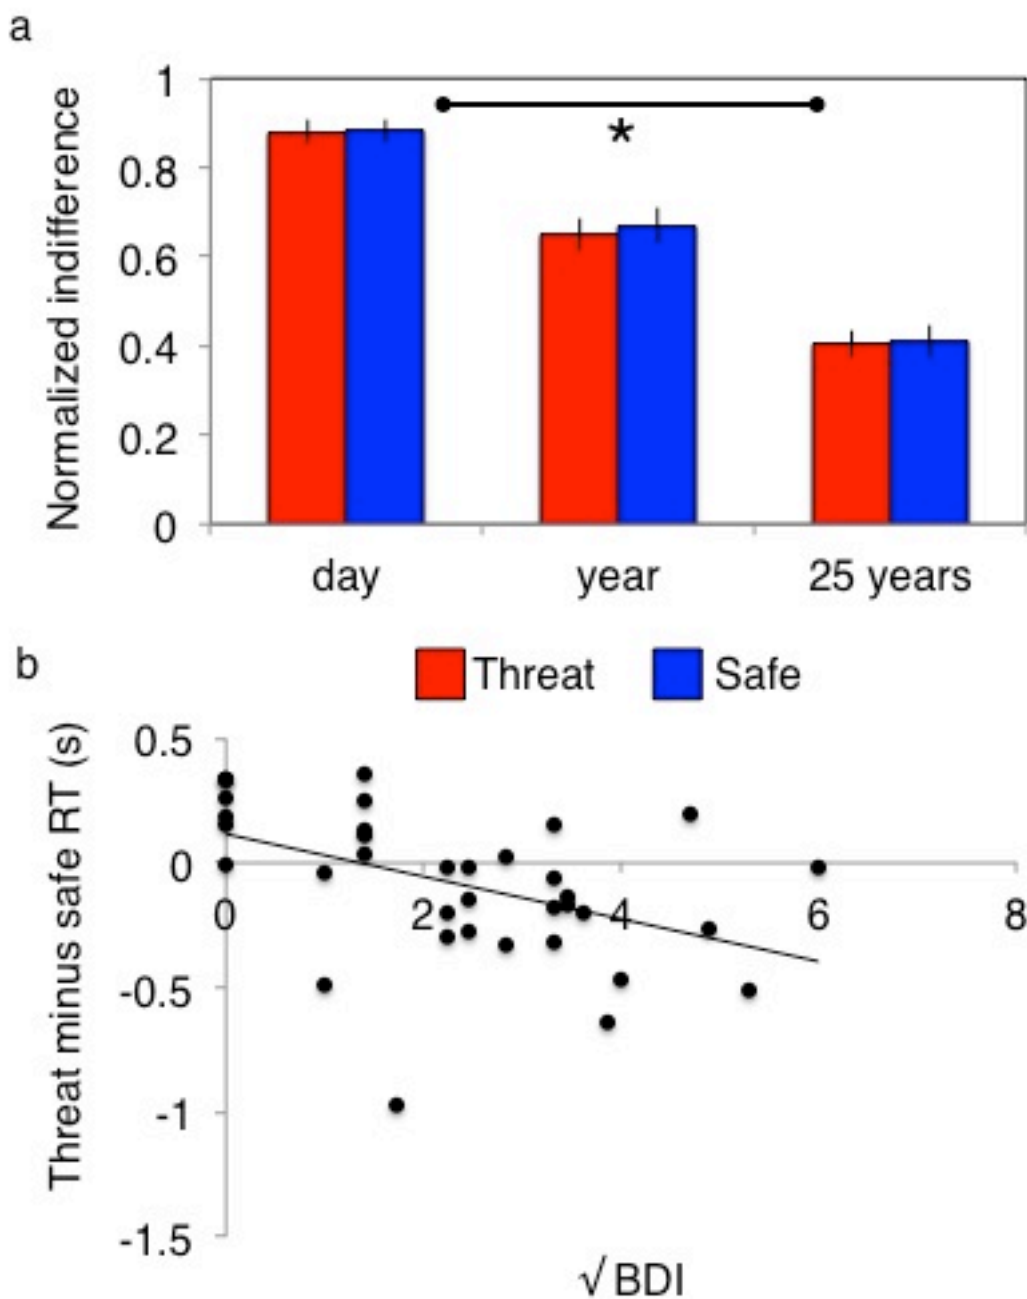 a
Normalized indifference
1
0.8
0.6
0.4
0.2
0
*
day year 25 years
b
Threat Safe
Threat minus safe RT (s)
0.5
0
-0.5
-1
-1.5
0 2 4 6 8
√BDI